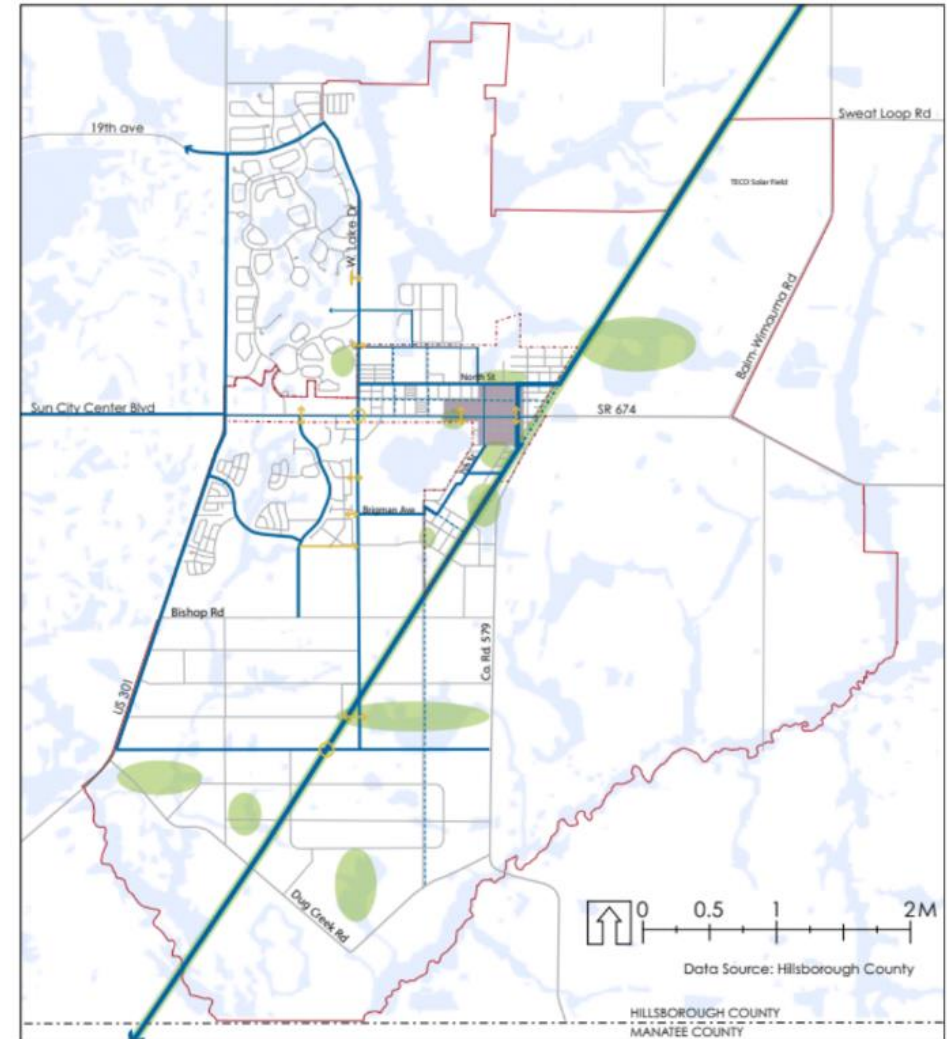 Sweat Loop Rd
19th ave
TECO Solar Field
W. Lake Dr
Balm-Wimauma Rd
North St
Sun City Center Blvd
SR 674
Brigman Ave
Bishop Rd
Co. Rd. 579
US 301
Dug Creek Rd
0 0.5 1 2M
Data Source: Hillsborough County
HILLSBOROUGH COUNTY
MANATEE COUNTY